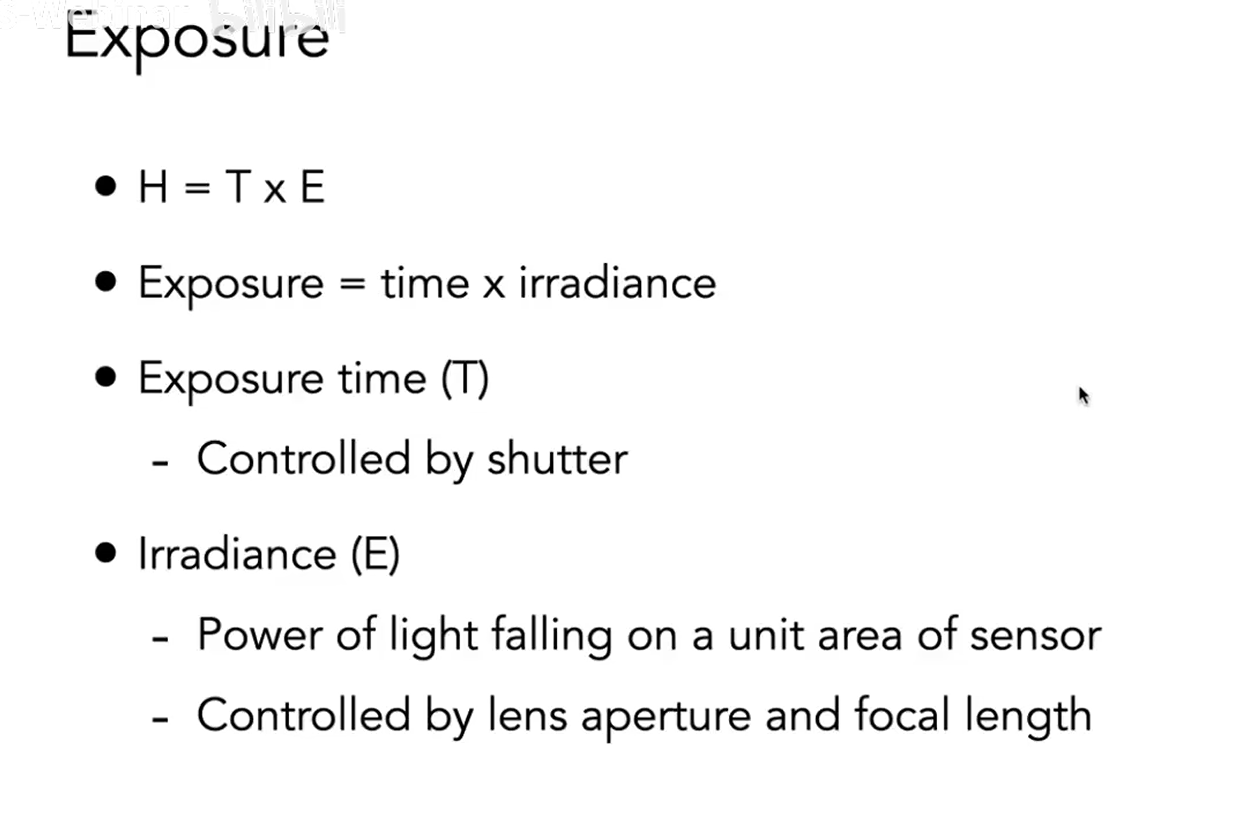 Exposure
• H = T x E
• Exposure = time x irradiance
• Exposure time (T)
- Controlled by shutter
• Irradiance (E)
- Power of light falling on a unit area of sensor
- Controlled by lens aperture and focal length